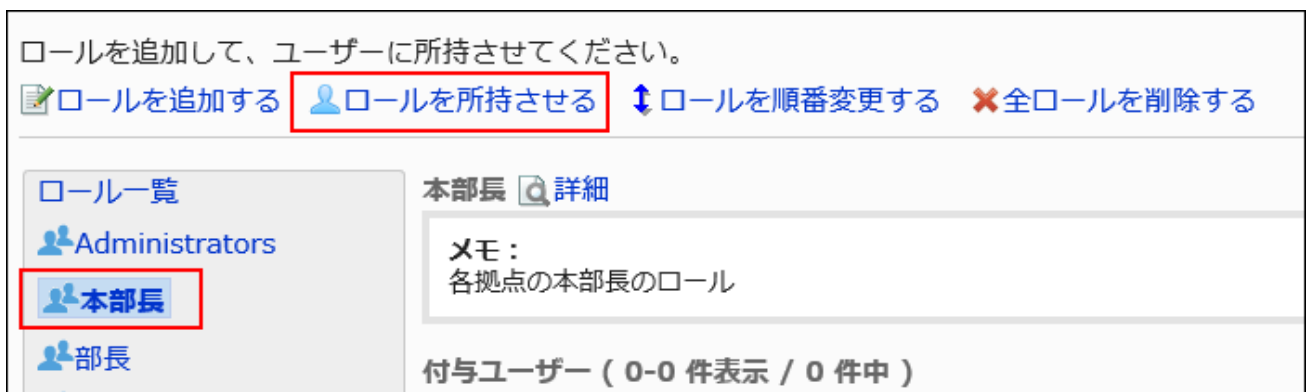 ロールを追加して、ユーザーに所持させてください。
ロールを追加する ロールを所持させる ロールを順番変更する 全ロールを削除する
ロール一覧
Administrators
本部長
部長
本部長 詳細
メモ：
各拠点の本部長のロール
付与ユーザー ( 0-0 件表示 / 0 件中 )